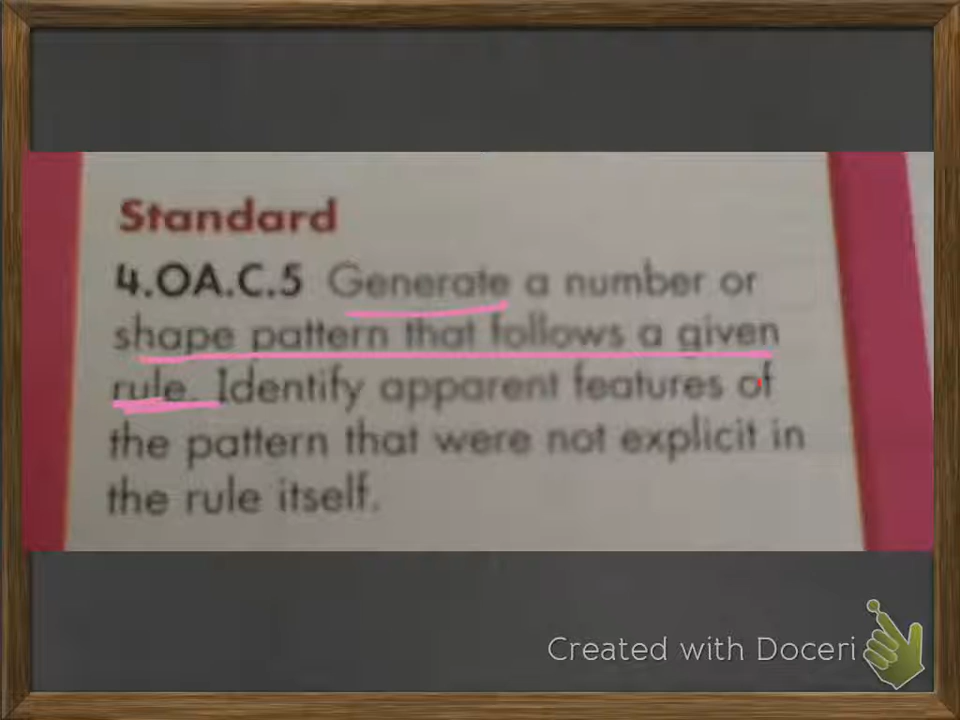 Standard
4.OA.C.5 Generate a number or
shape pattern that follows a given
rule. Identify apparent features of
the pattern that were not explicit in
the rule itself.
Created with Doceri